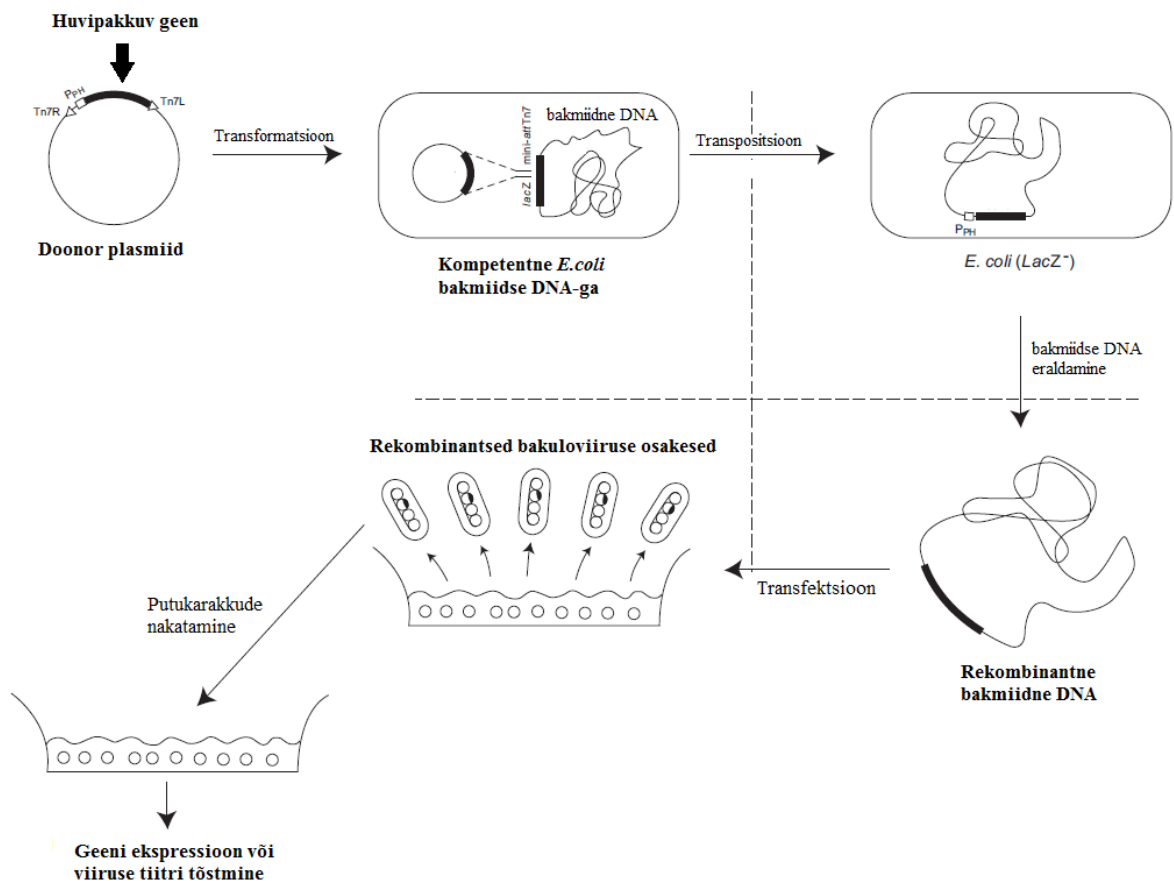 Huvipakkuv geen
PPH
Tn7R
Tn7L
Doonor plasmiid
Transformatsioon
bakmiidne DNA
lacZ mini-attTn7
Kompetentne E.coli
bakmiidse DNA-ga
Transpositsioon
PPH
E. coli (LacZ⁻)
bakmiidse DNA
eraldamine
Rekombinantne
bakmiidne DNA
Transfektsioon
Rekombinantsed bakuloviiruse osakesed
Putukarakkude
nakatamine
Geeni ekspressioon või
viiruse tiitri tõstmine